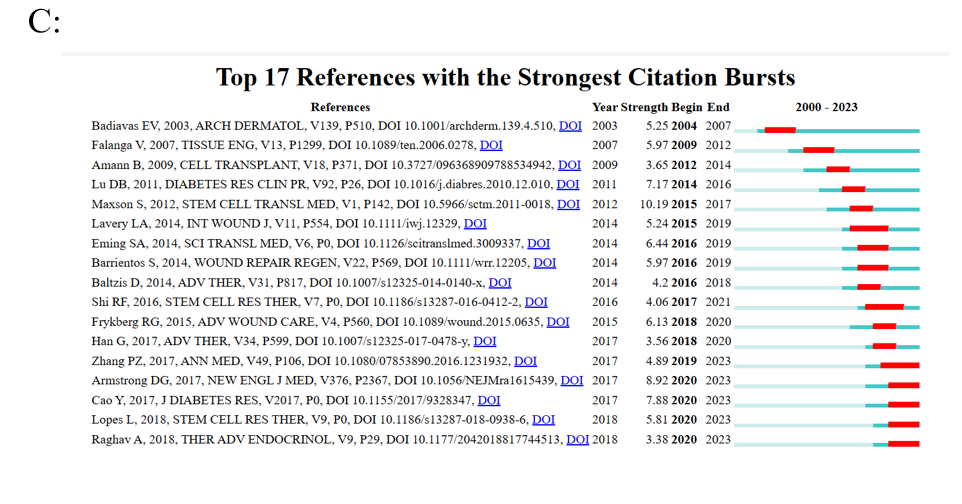 C:
Top 17 References with the Strongest Citation Bursts
References Year Strength Begin End 2000 - 2023
Badiavas EV, 2003, ARCH DERMATOL, V139, P510, DOI 10.1001/archderm.139.4.510, DOI 2003 5.25 2004 2007
Falanga V, 2007, TISSUE ENG, V13, P1299, DOI 10.1089/ten.2006.0278, DOI 2007 5.97 2009 2012
Amann B, 2009, CELL TRANSPLANT, V18, P371, DOI 10.3727/096368909788534942, DOI 2009 3.65 2012 2014
Lu DB, 2011, DIABETES RES CLIN PR, V92, P26, DOI 10.1016/j.diabres.2010.12.010, DOI 2011 7.17 2014 2016
Maxson S, 2012, STEM CELL TRANSL MED, V1, P142, DOI 10.5966/sctm.2011-0018, DOI 2012 10.19 2015 2017
Lavery LA, 2014, INT WOUND J, V11, P554, DOI 10.1111/iwj.12329, DOI 2014 5.24 2015 2019
Eming SA, 2014, SCI TRANSL MED, V6, P0, DOI 10.1126/scitranslmed.3009337, DOI 2014 6.44 2016 2019
Barrientos S, 2014, WOUND REPAIR REGEN, V22, P569, DOI 10.1111/wrr.12205, DOI 2014 5.97 2016 2019
Baltzis D, 2014, ADV THER, V31, P817, DOI 10.1007/s12325-014-0140-x, DOI 2014 4.2 2016 2018
Shi RF, 2016, STEM CELL RES THER, V7, P0, DOI 10.1186/s13287-016-0412-2, DOI 2016 4.06 2017 2021
Frykberg RG, 2015, ADV WOUND CARE, V4, P560, DOI 10.1089/wound.2015.0635, DOI 2015 6.13 2018 2020
Han G, 2017, ADV THER, V34, P599, DOI 10.1007/s12325-017-0478-y, DOI 2017 3.56 2018 2020
Zhang PZ, 2017, ANN MED, V49, P106, DOI 10.1080/07853890.2016.1231932, DOI 2017 4.89 2019 2023
Armstrong DG, 2017, NEW ENGL J MED, V376, P2367, DOI 10.1056/NEJMra1615439, DOI 2017 8.92 2020 2023
Cao Y, 2017, J DIABETES RES, V2017, P0, DOI 10.1155/2017/9328347, DOI 2017 7.88 2020 2023
Lopes L, 2018, STEM CELL RES THER, V9, P0, DOI 10.1186/s13287-018-0938-6, DOI 2018 5.81 2020 2023
Raghav A, 2018, THER ADV ENDOCRINOL, V9, P29, DOI 10.1177/2042018817744513, DOI 2018 3.38 2020 2023